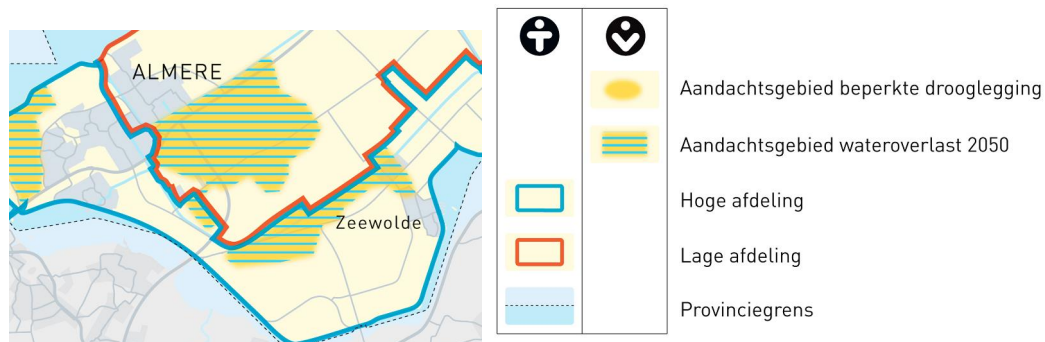 ALMERE
Zeewolde
Aandachtsgebied beperkte drooglegging
Aandachtsgebied wateroverlast 2050
Hoge afdeling
Lage afdeling
Provinciegrens